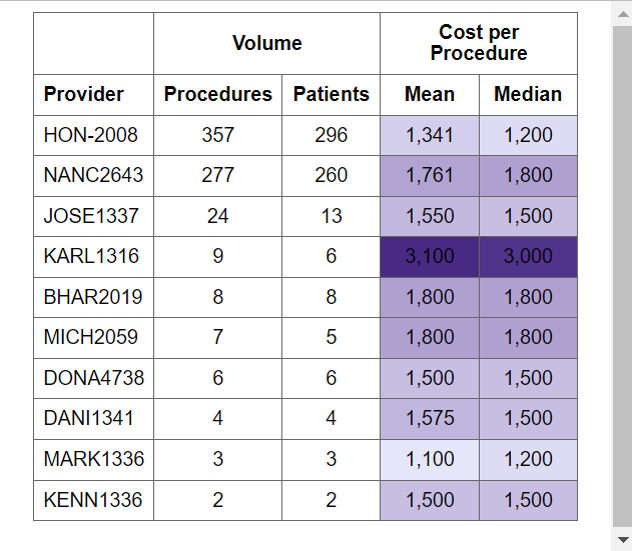 Volume
Cost per
Procedure
Provider Procedures Patients Mean Median
HON-2008 357 296 1,341 1,200
NANC2643 277 260 1,761 1,800
JOSE1337 24 13 1,550 1,500
KARL1316 9 6 3,100 3,000
BHAR2019 8 8 1,800 1,800
MICH2059 7 5 1,800 1,800
DONA4738 6 6 1,500 1,500
DANI1341 4 4 1,575 1,500
MARK1336 3 3 1,100 1,200
KENN1336 2 2 1,500 1,500